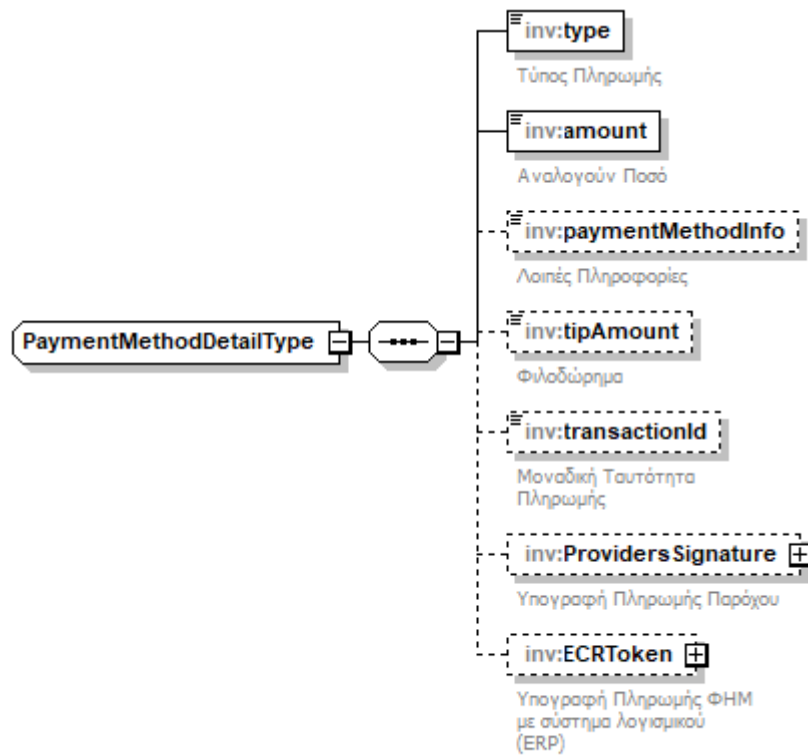 inv:type
Τύπος Πληρωμής
inv:amount
Αναλογούν Ποσό
inv:paymentMethodInfo
Λοιπές Πληροφορίες
PaymentMethodDetailType
inv:tipAmount
Φιλοδώρημα
inv:transactionId
Μοναδική Ταυτότητα
Πληρωμής
inv:ProvidersSignature
Υπογραφή Πληρωμής Παρόχου
inv:ECRToken
Υπογραφή Πληρωμής ΦΗΜ
με σύστημα λογισμικού
(ERP)